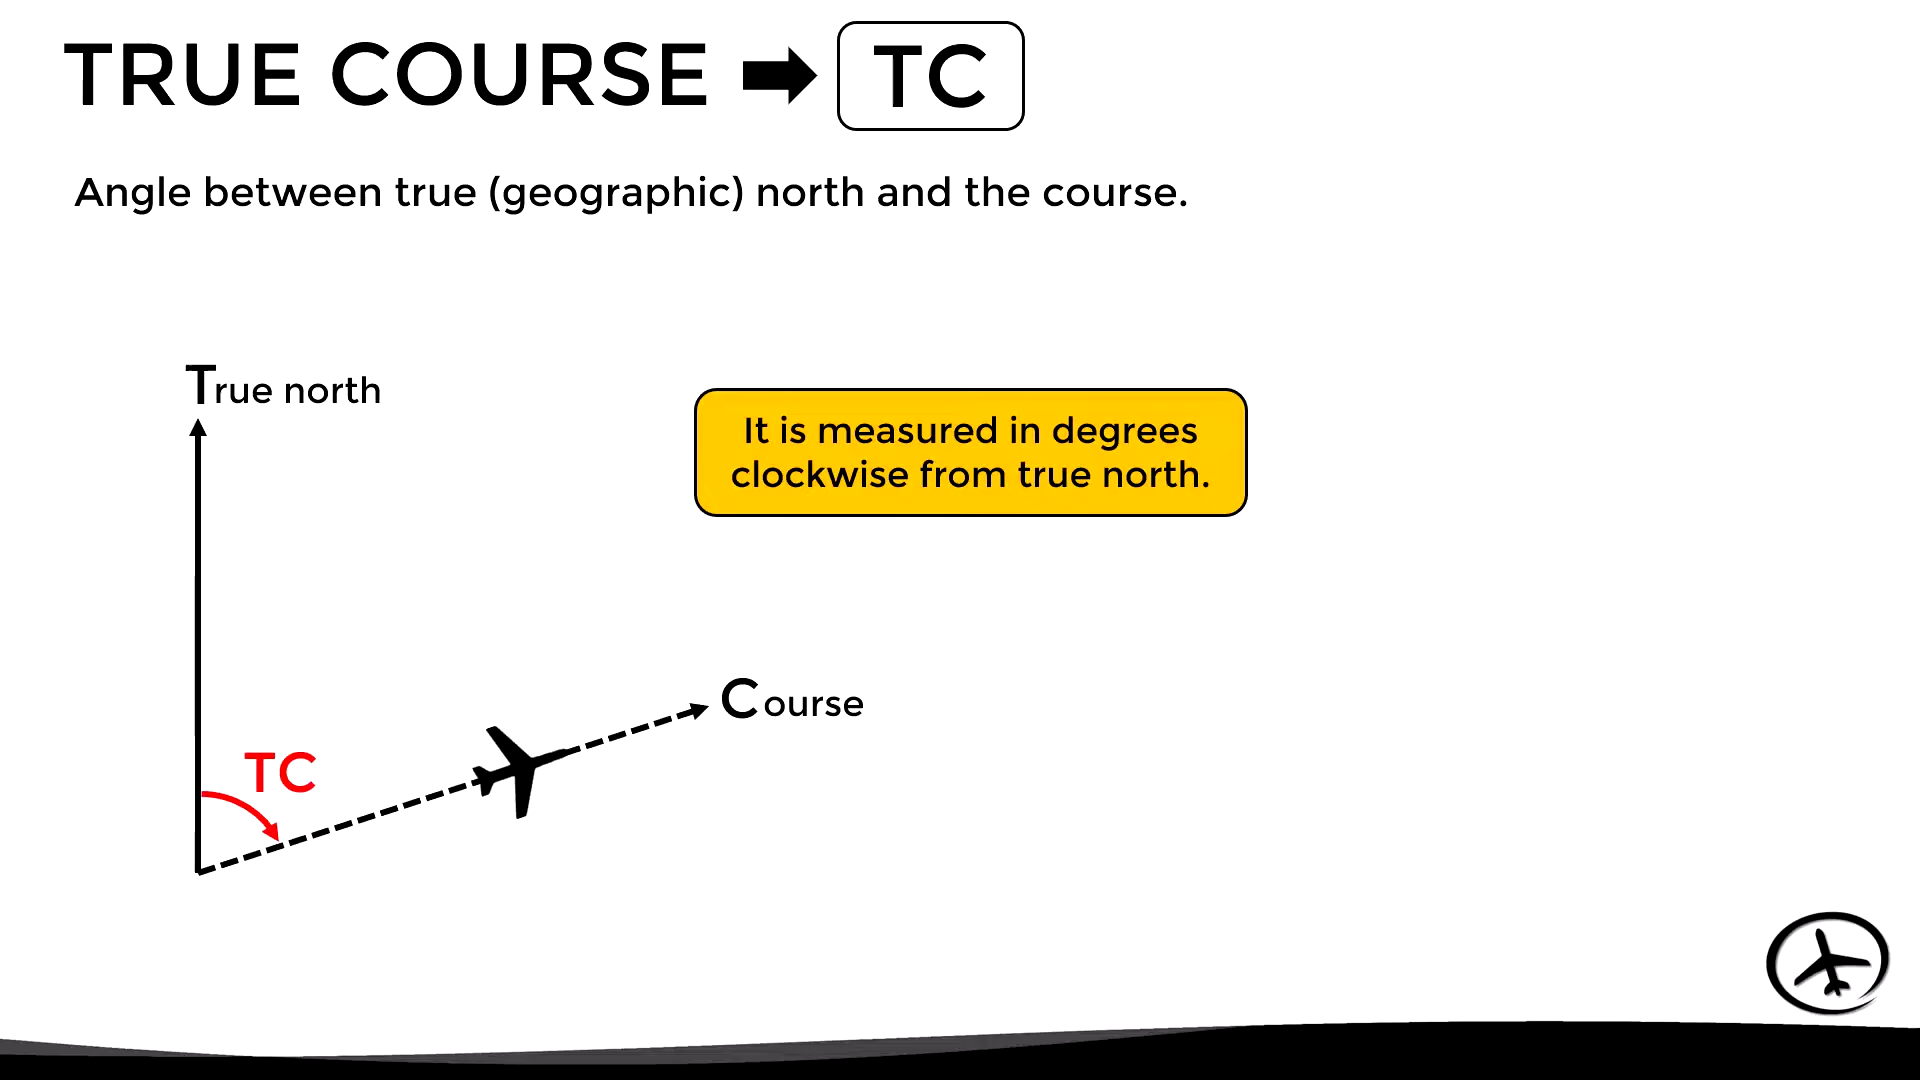 TRUE COURSE TC
Angle between true (geographic) north and the course.
True north
It is measured in degrees
clockwise from true north.
Course
TC